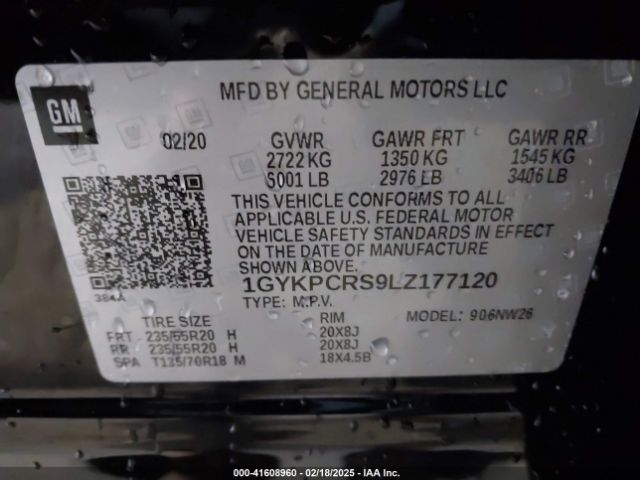 GM
MFD BY GENERAL MOTORS LLC
02/20 GVWR GAWR FRT GAWR RR
2722 KG 1350 KG 1545 KG
5001 LB 2976 LB 3406 LB
THIS VEHICLE CONFORMS TO ALL
APPLICABLE U.S. FEDERAL MOTOR
VEHICLE SAFETY STANDARDS IN EFFECT
ON THE DATE OF MANUFACTURE
SHOWN ABOVE.
384A
1GYKPCRS9LZ177120
TYPE: M.P.V.
TIRE SIZE RIM MODEL: 906NW26
FRT 235/55R20 H 20X8J
RR 235/55R20 H 20X8J
SPA T135/70R18 M 18X4.5B
000-41608960 - 02/18/2025 - IAA Inc.